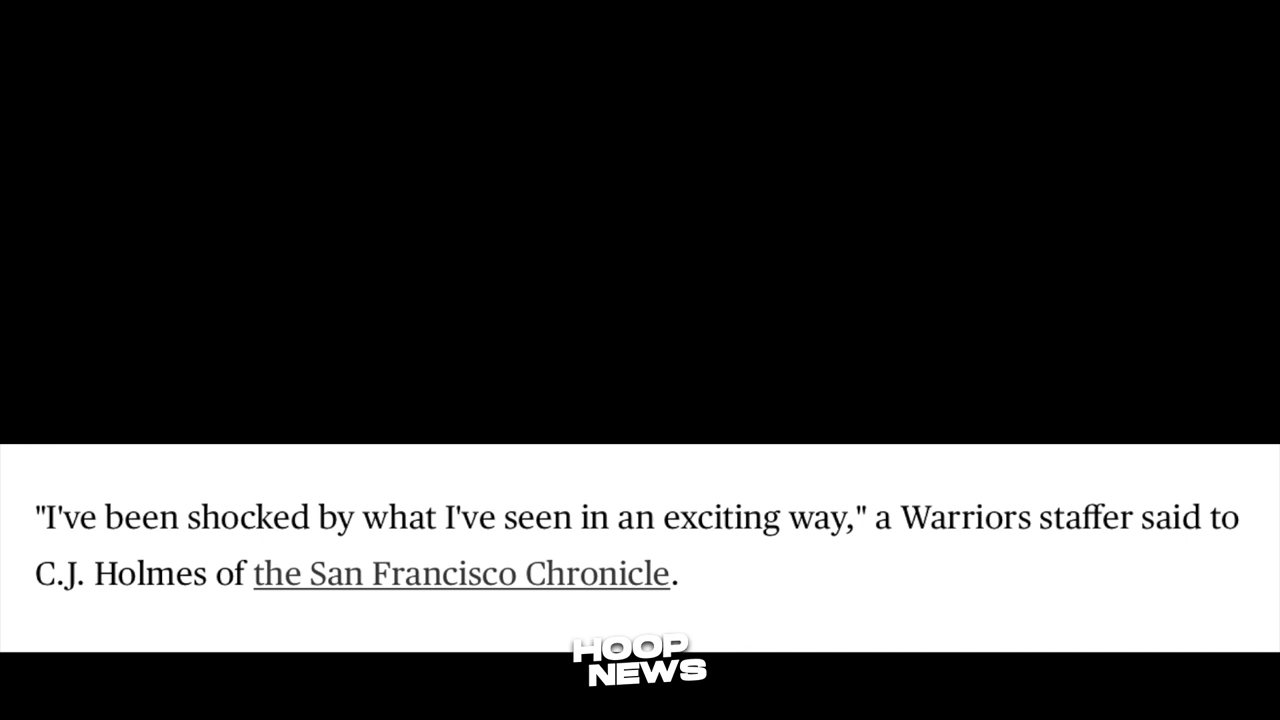 "I've been shocked by what I've seen in an exciting way," a Warriors staffer said to
C.J. Holmes of the San Francisco Chronicle.
HOOP
NEWS